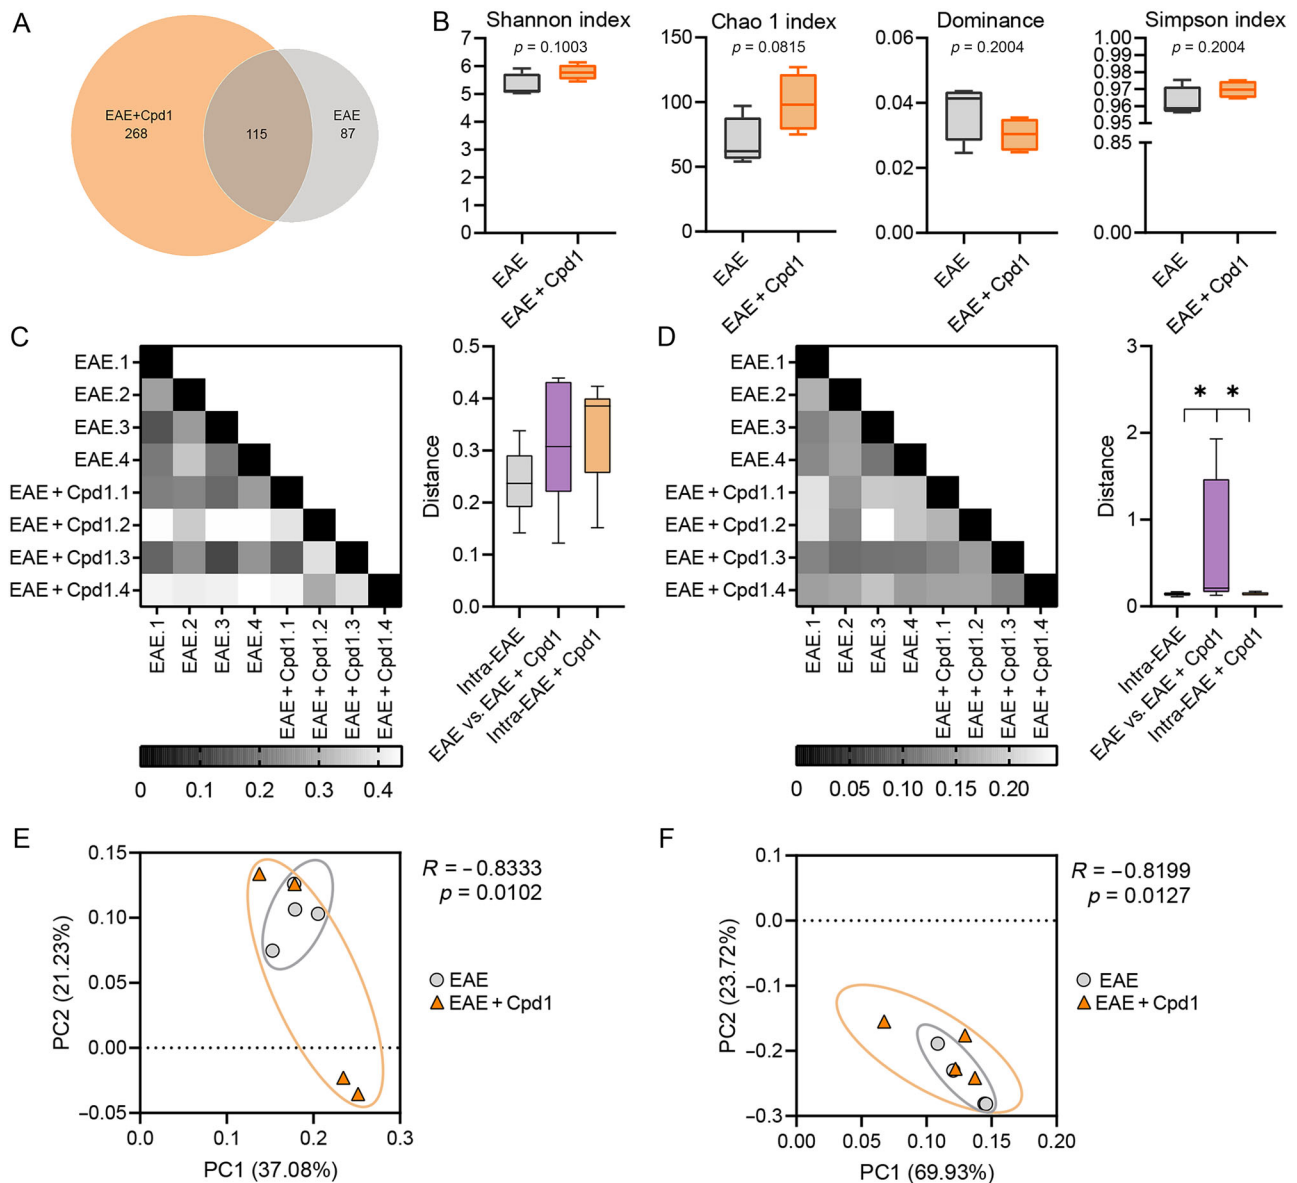 A
EAE+Cpd1
268
115
EAE
87
B
Shannon index
p = 0.1003
7
6
5
4
3
2
1
0
EAE
EAE + Cpd1
Chao 1 index
p = 0.0815
150
100
50
0
EAE
EAE + Cpd1
Dominance
p = 0.2004
0.06
0.04
0.02
0.00
EAE
EAE + Cpd1
Simpson index
p = 0.2004
1.00
0.99
0.98
0.97
0.96
0.95
0.85
0.00
EAE
EAE + Cpd1
C
EAE.1
EAE.2
EAE.3
EAE.4
EAE + Cpd1.1
EAE + Cpd1.2
EAE + Cpd1.3
EAE + Cpd1.4
EAE.1
EAE.2
EAE.3
EAE.4
EAE + Cpd1.1
EAE + Cpd1.2
EAE + Cpd1.3
EAE + Cpd1.4
0
0.1
0.2
0.3
0.4
Distance
0.5
0.4
0.3
0.2
0.1
0.0
Intra-EAE
EAE vs. EAE + Cpd1
Intra-EAE + Cpd1
D
EAE.1
EAE.2
EAE.3
EAE.4
EAE + Cpd1.1
EAE + Cpd1.2
EAE + Cpd1.3
EAE + Cpd1.4
EAE.1
EAE.2
EAE.3
EAE.4
EAE + Cpd1.1
EAE + Cpd1.2
EAE + Cpd1.3
EAE + Cpd1.4
0
0.05
0.10
0.15
0.20
Distance
3
2
1
0
* *
Intra-EAE
EAE vs. EAE + Cpd1
Intra-EAE + Cpd1
E
PC2 (21.23%)
0.15
0.10
0.05
0.00
−0.05
0.0
0.1
0.2
0.3
PC1 (37.08%)
R = −0.8333
p = 0.0102
EAE
EAE + Cpd1
F
PC2 (23.72%)
0.1
0.0
−0.1
−0.2
−0.3
0.00
0.05
0.10
0.15
0.20
PC1 (69.93%)
R = −0.8199
p = 0.0127
EAE
EAE + Cpd1